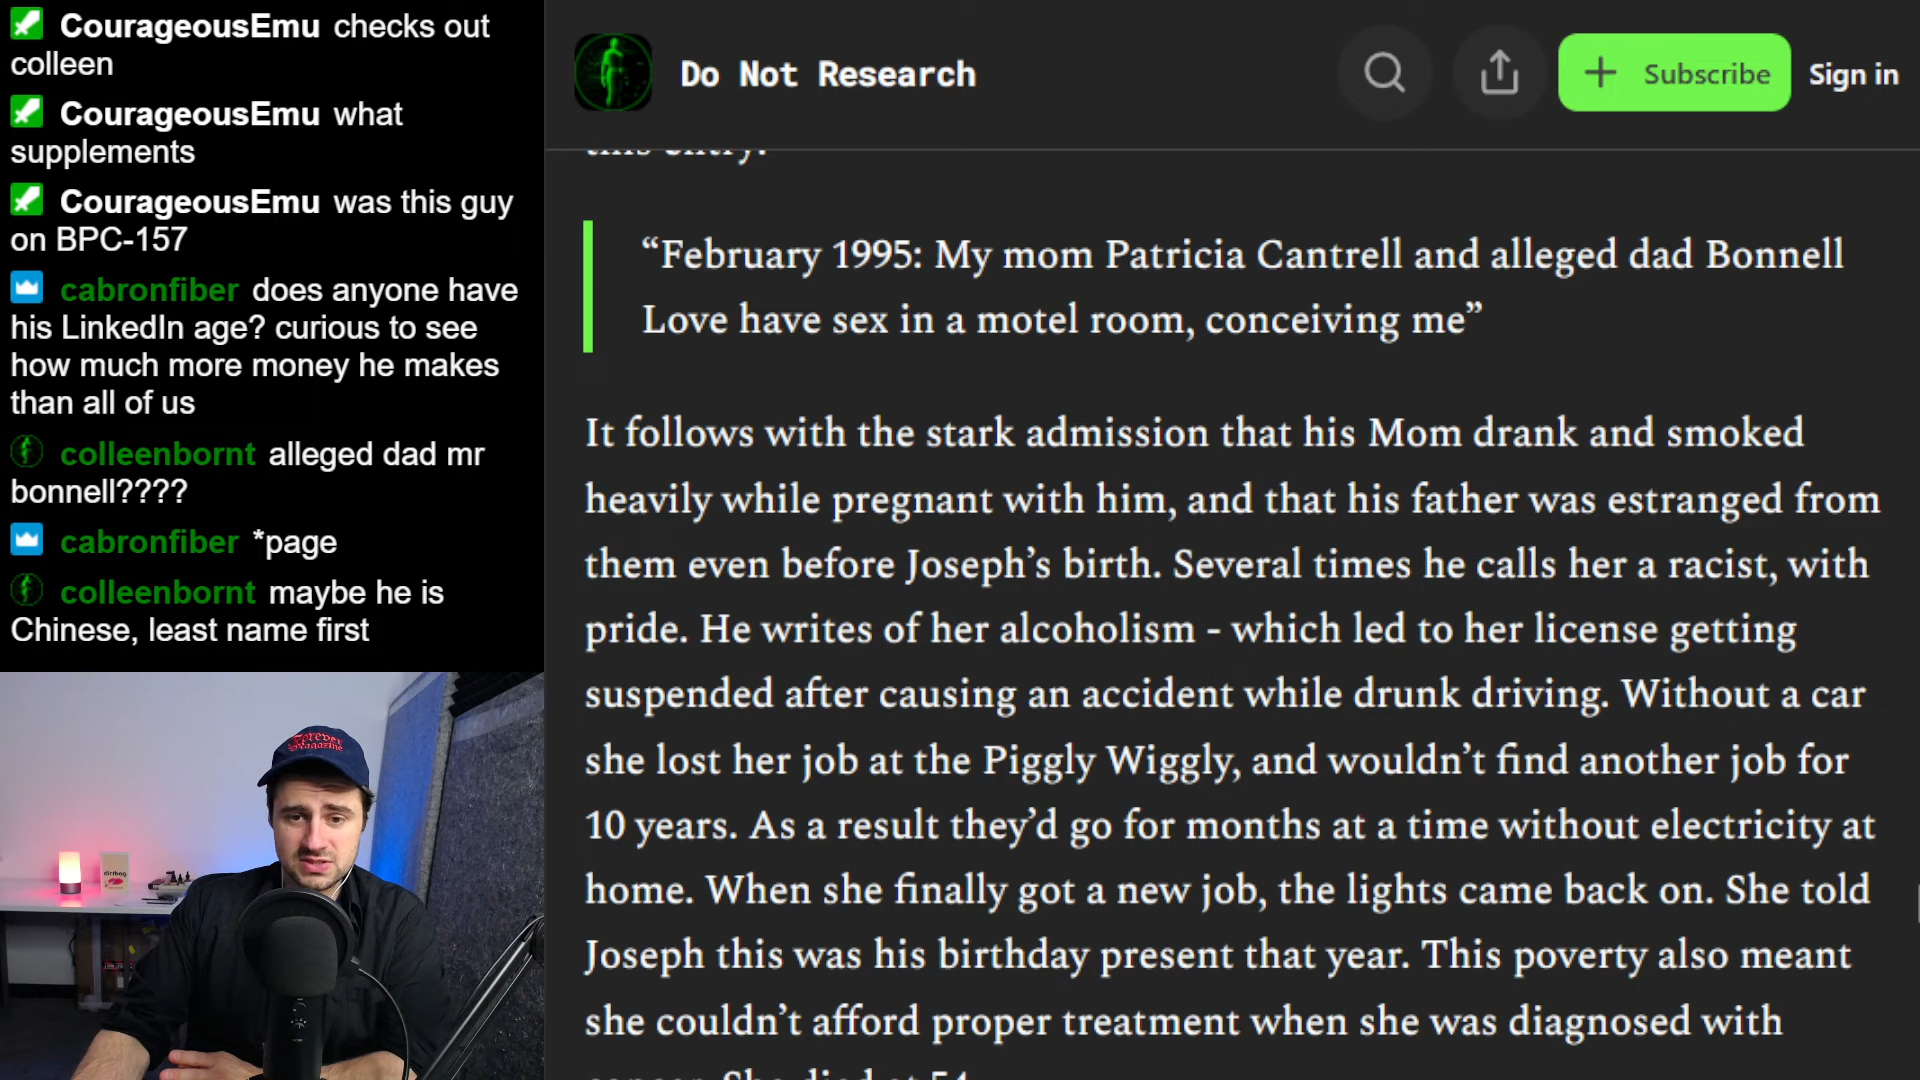 CourageousEmu checks out
colleen
CourageousEmu what
supplements
CourageousEmu was this guy
on BPC-157
cabronfiber does anyone have
his LinkedIn age? curious to see
how much more money he makes
than all of us
colleenbornt alleged dad mr
bonnell????
cabronfiber *page
colleenbornt maybe he is
Chinese, least name first
Forever
Magazine
dirtbag
Do Not Research
Subscribe
Sign in
this entry.
“February 1995: My mom Patricia Cantrell and alleged dad Bonnell
Love have sex in a motel room, conceiving me”
It follows with the stark admission that his Mom drank and smoked
heavily while pregnant with him, and that his father was estranged from
them even before Joseph’s birth. Several times he calls her a racist, with
pride. He writes of her alcoholism - which led to her license getting
suspended after causing an accident while drunk driving. Without a car
she lost her job at the Piggly Wiggly, and wouldn’t find another job for
10 years. As a result they’d go for months at a time without electricity at
home. When she finally got a new job, the lights came back on. She told
Joseph this was his birthday present that year. This poverty also meant
she couldn’t afford proper treatment when she was diagnosed with
cancer. She died at 54